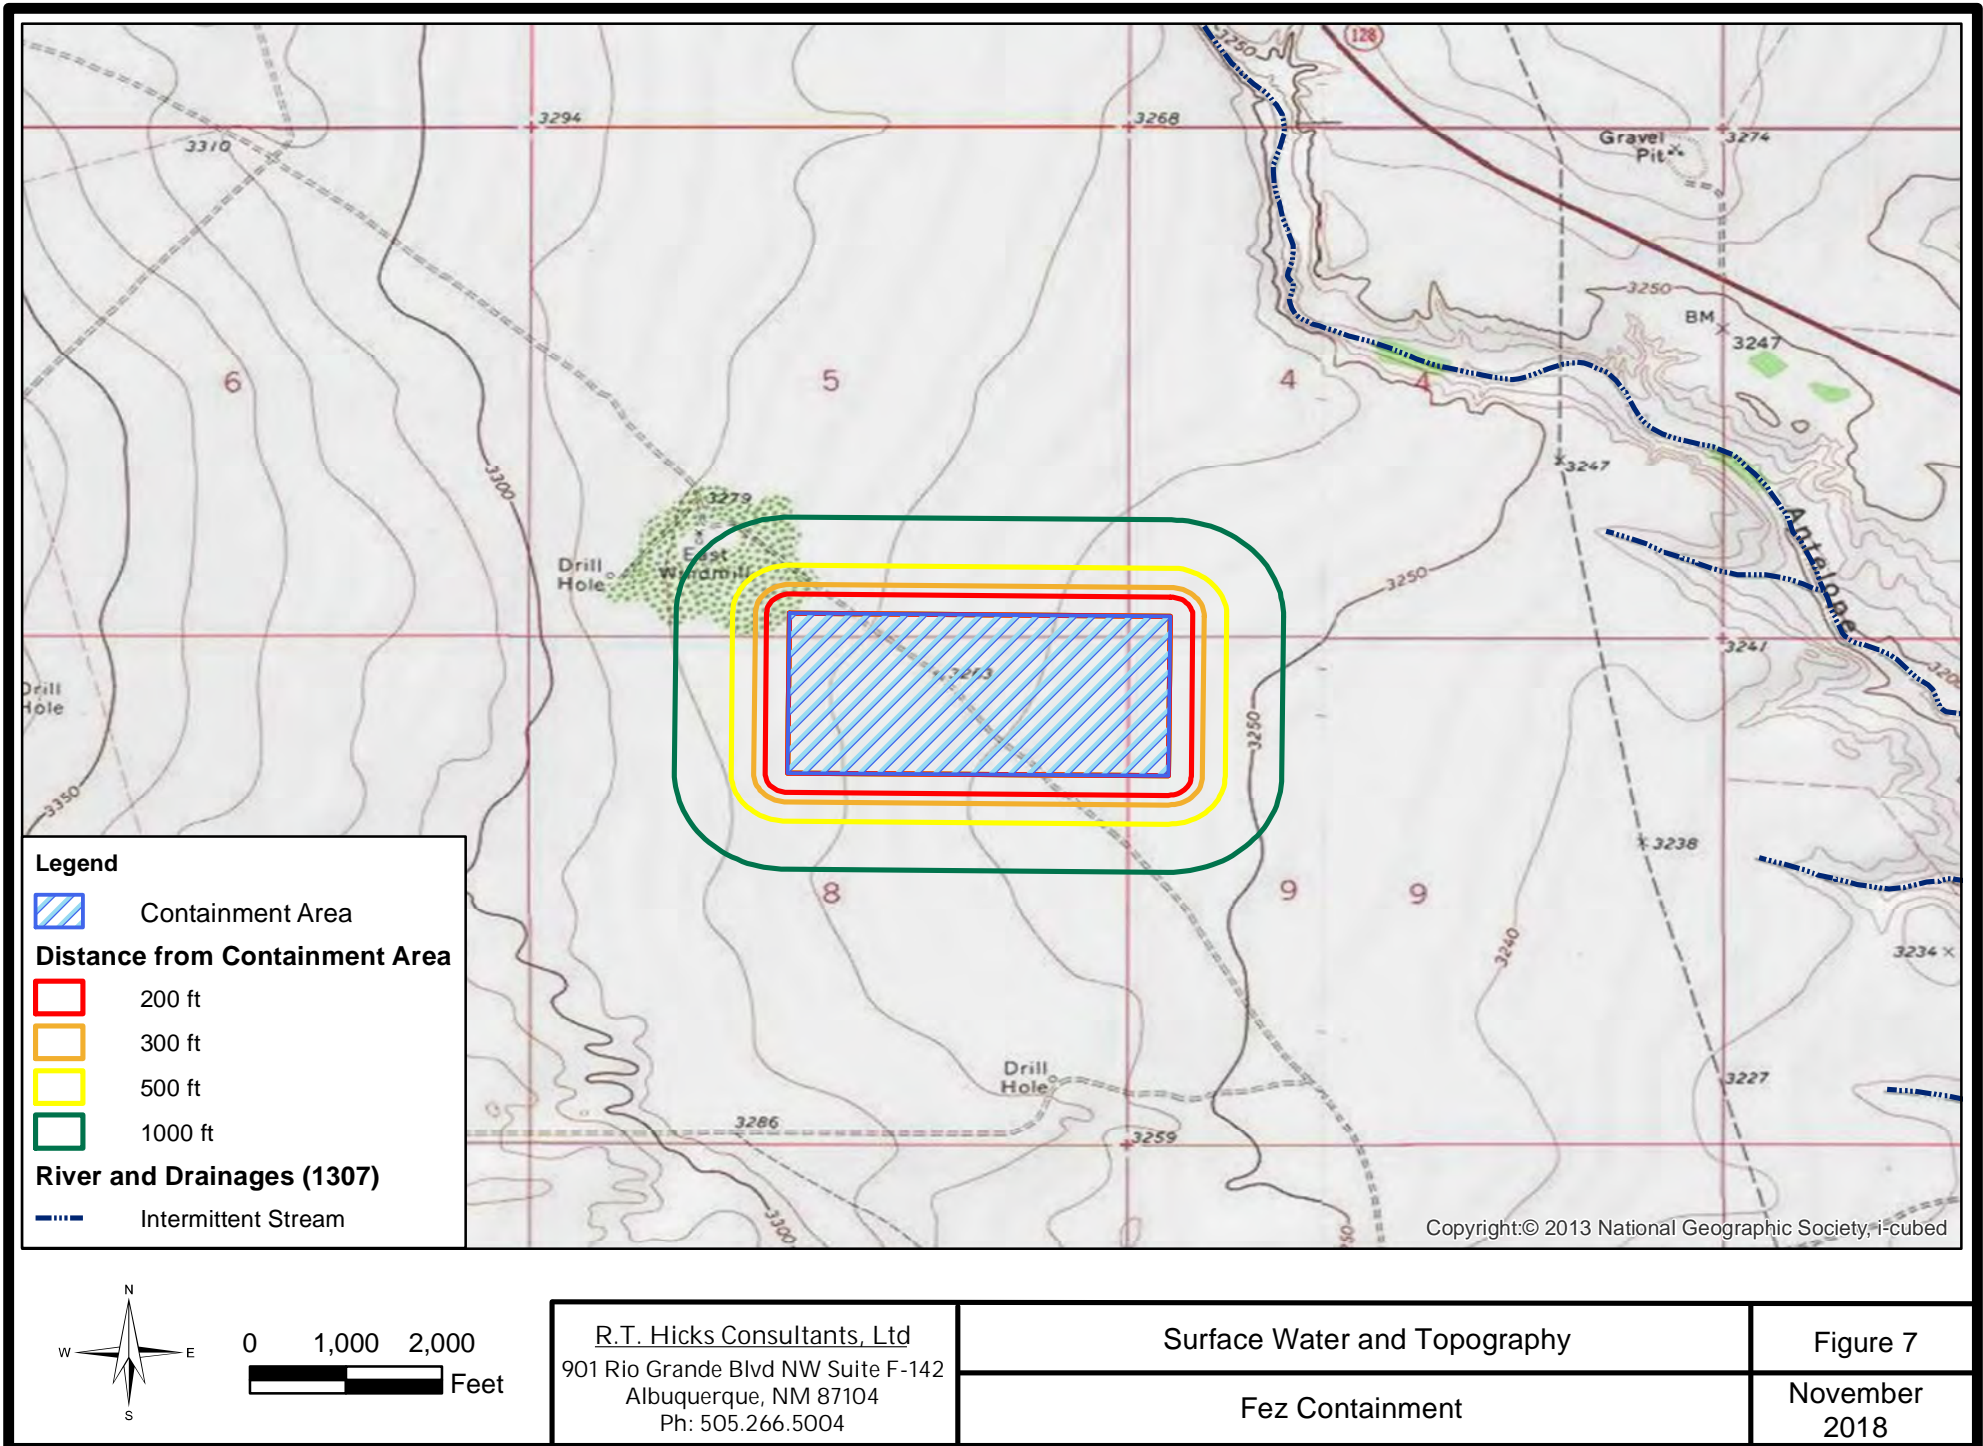 3250
128
3294
3268
3310
Gravel
Pit
3274
3250
BM
3247
6
5
4
4
3300
3247
3279
East
Windmill
Drill
Hole
3250
Antelope
3241
3263
3200
Drill
Hole
3250
3350
3238
8
9
9
3240
3234
Drill
Hole
3227
3286
3259
3300
3250
Copyright:© 2013 National Geographic Society, i-cubed
Legend
Containment Area
Distance from Containment Area
200 ft
300 ft
500 ft
1000 ft
River and Drainages (1307)
Intermittent Stream
N
W
E
S
0 1,000 2,000
Feet
R.T. Hicks Consultants, Ltd
901 Rio Grande Blvd NW Suite F-142
Albuquerque, NM 87104
Ph: 505.266.5004
Surface Water and Topography
Fez Containment
Figure 7
November
2018